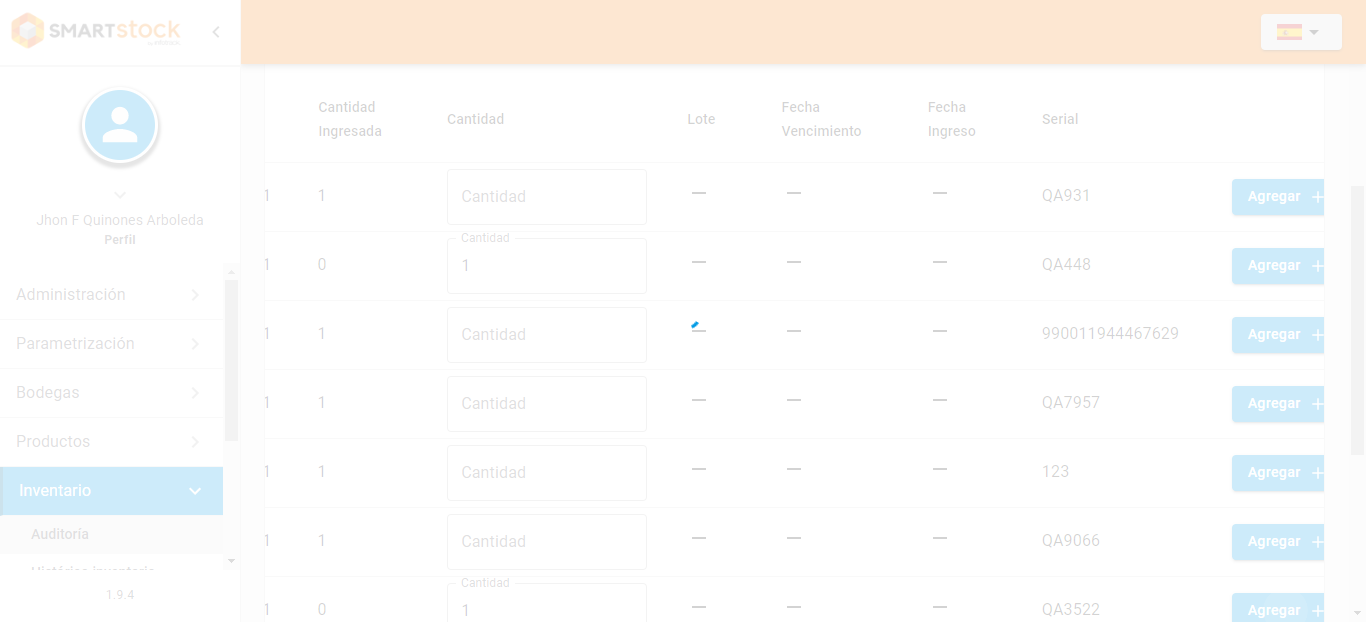 SMARTstock
Jhon F Quinones Arboleda
Perfil
Administración
Parametrización
Bodegas
Productos
Inventario
Auditoría
Histórico inventario
1.9.4
Cantidad Ingresada Cantidad Lote Fecha Vencimiento Fecha Ingreso Serial
1 1 Cantidad — — — QA931 Agregar +
1 0 Cantidad 1 — — — QA448 Agregar +
1 1 Cantidad — — — 990011944467629 Agregar +
1 1 Cantidad — — — QA7957 Agregar +
1 1 Cantidad — — — 123 Agregar +
1 1 Cantidad — — — QA9066 Agregar +
1 0 Cantidad 1 — — — QA3522 Agregar +